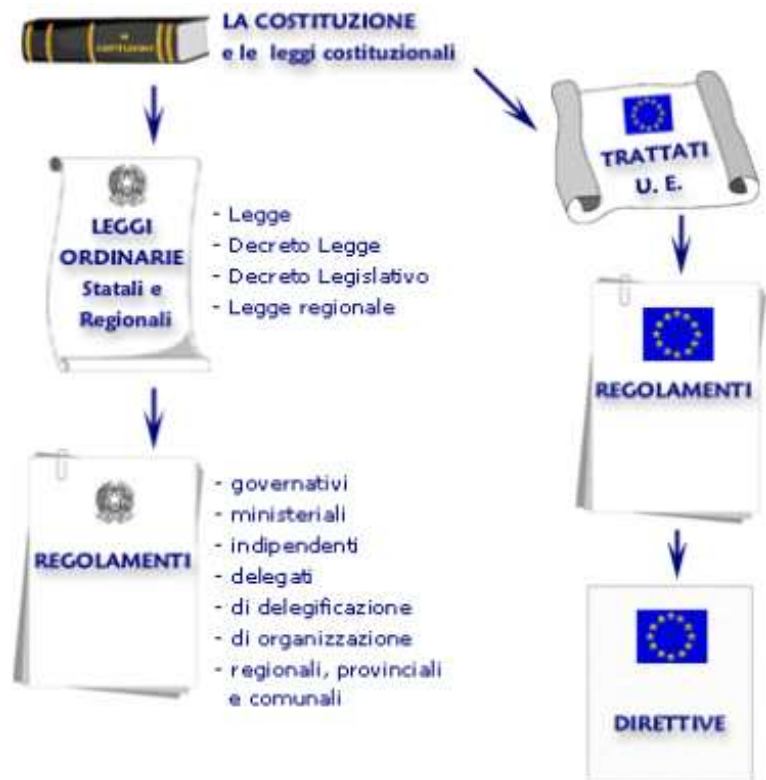 LA COSTITUZIONE
e le leggi costituzionali
COSTITUZIONE
TRATTATI
U. E.
LEGGI
ORDINARIE
Statali e
Regionali
- Legge
- Decreto Legge
- Decreto Legislativo
- Legge regionale
REGOLAMENTI
REGOLAMENTI
- governativi
- ministeriali
- indipendenti
- delegati
- di delegificazione
- di organizzazione
- regionali, provinciali
e comunali
DIRETTIVE